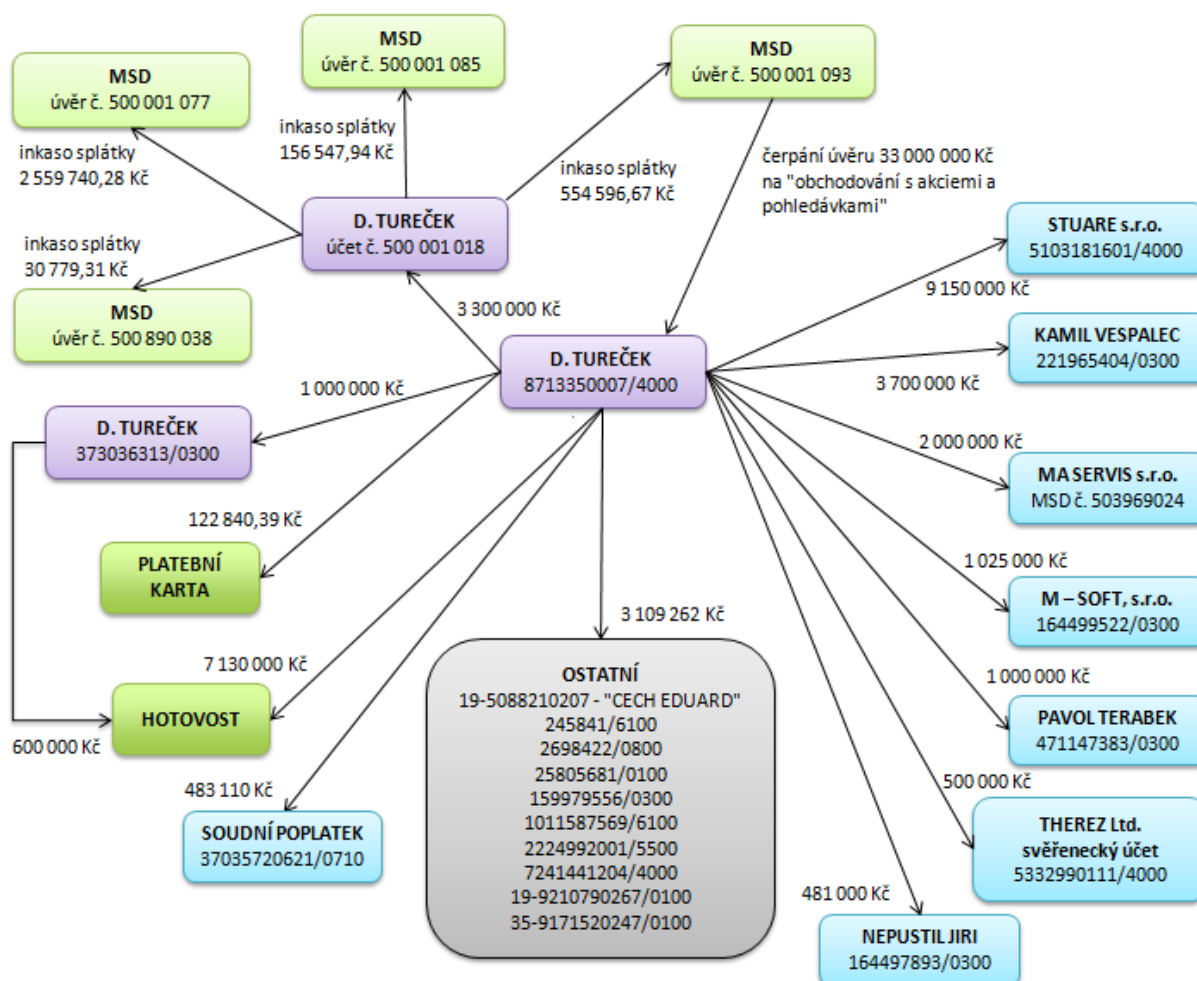 MSD
úvěr č. 500 001 077
MSD
úvěr č. 500 001 085
MSD
úvěr č. 500 001 093
inkaso splátky
2 559 740,28 Kč
inkaso splátky
156 547,94 Kč
inkaso splátky
554 596,67 Kč
čerpání úvěru 33 000 000 Kč
na "obchodování s akciemi a
pohledávkami"
D. TUREČEK
účet č. 500 001 018
inkaso splátky
30 779,31 Kč
MSD
úvěr č. 500 890 038
3 300 000 Kč
STUARE s.r.o.
5103181601/4000
9 150 000 Kč
D. TUREČEK
8713350007/4000
KAMIL VESPALEC
221965404/0300
3 700 000 Kč
1 000 000 Kč
D. TUREČEK
373036313/0300
2 000 000 Kč
MA SERVIS s.r.o.
MSD č. 503969024
122 840,39 Kč
PLATEBNÍ
KARTA
1 025 000 Kč
M – SOFT, s.r.o.
164499522/0300
3 109 262 Kč
7 130 000 Kč
HOTOVOST
600 000 Kč
1 000 000 Kč
PAVOL TERABEK
471147383/0300
OSTATNÍ
19-5088210207 - "CECH EDUARD"
245841/6100
2698422/0800
25805681/0100
159979556/0300
1011587569/6100
2224992001/5500
7241441204/4000
19-9210790267/0100
35-9171520247/0100
483 110 Kč
SOUDNÍ POPLATEK
37035720621/0710
500 000 Kč
THEREZ Ltd.
svěřenecký účet
5332990111/4000
481 000 Kč
NEPUSTIL JIRI
164497893/0300